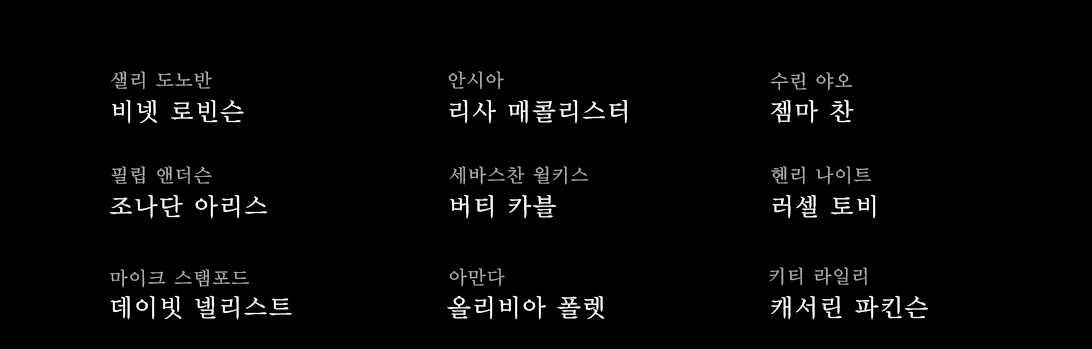 샐리 도노반
비넷 로빈슨
안시아
리사 매콜리스터
수린 야오
젬마 찬
필립 앤더슨
조나단 아리스
세바스찬 윌키스
버티 카블
헨리 나이트
러셀 토비
마이크 스탬포드
데이빗 넬리스트
아만다
올리비아 폴렛
키티 라일리
캐서린 파킨슨